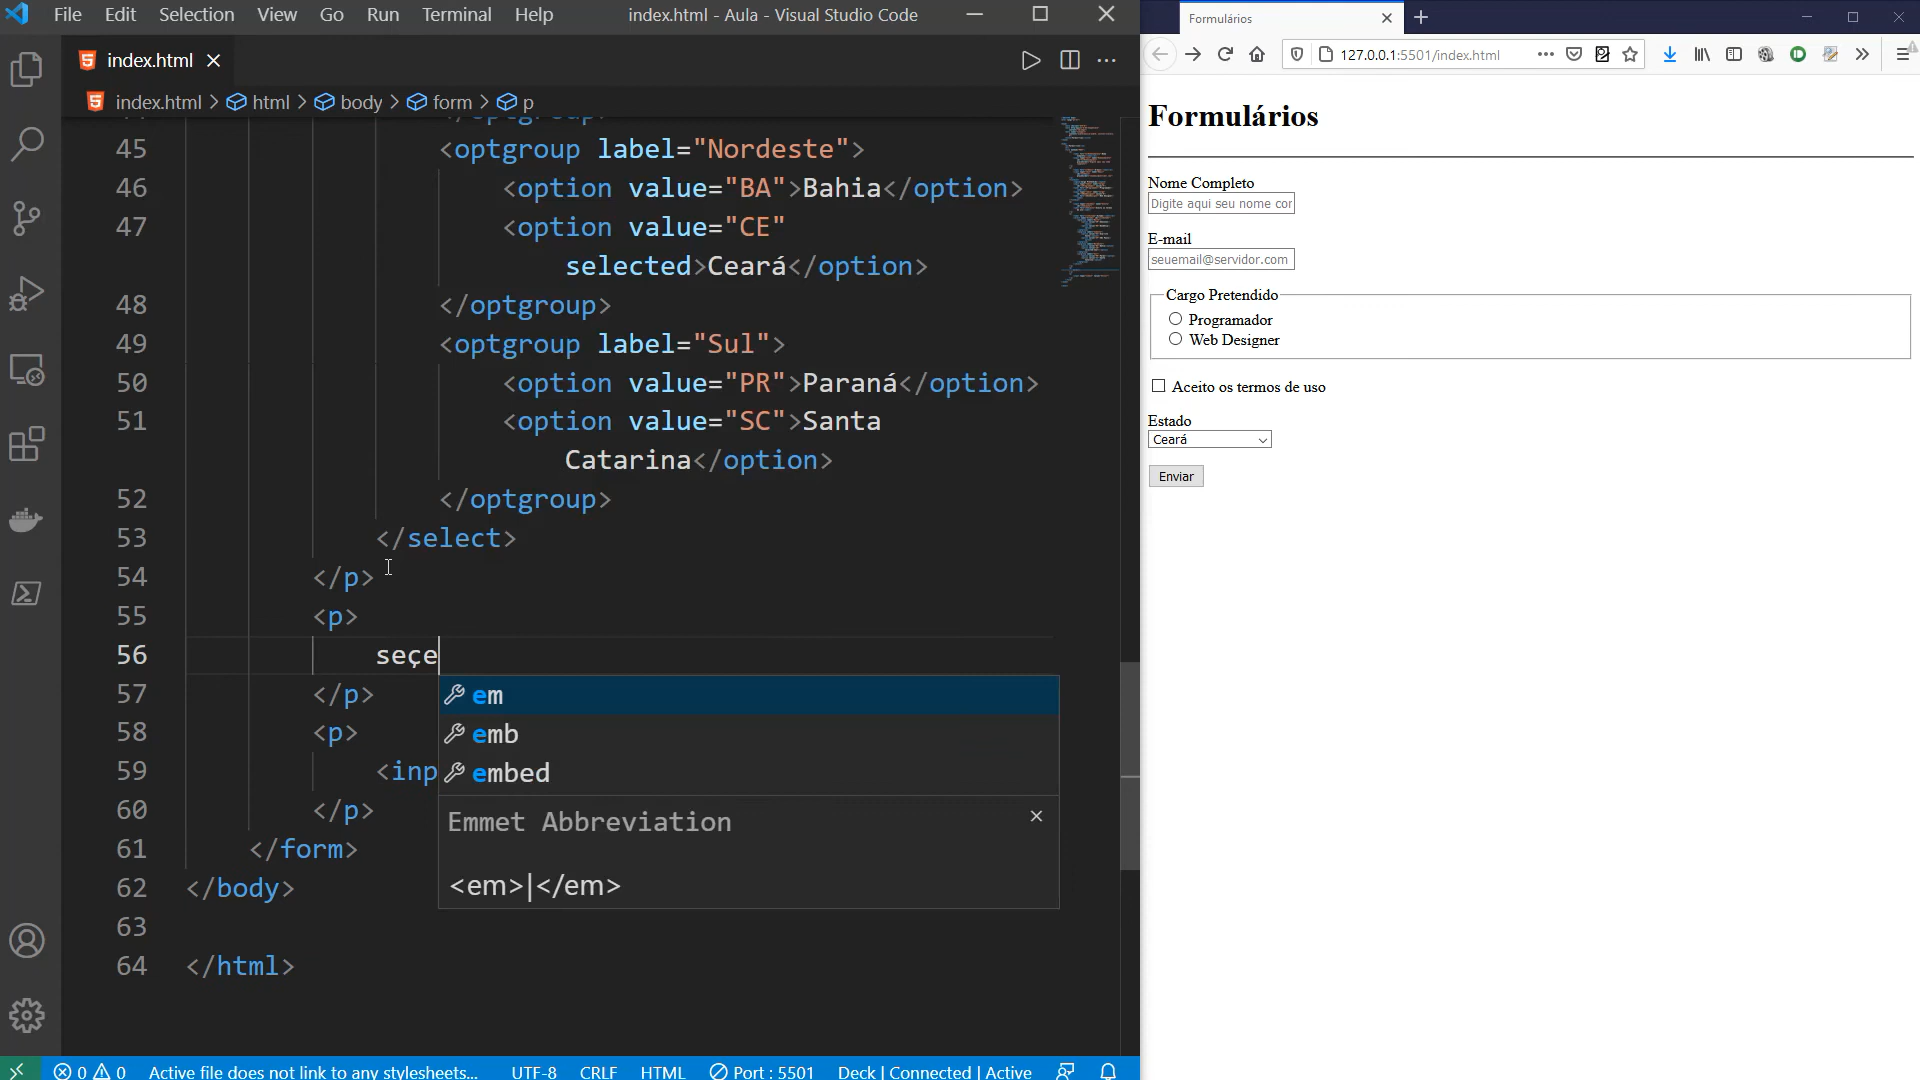 File Edit Selection View Go Run Terminal Help index.html - Aula - Visual Studio Code
index.html
index.html > html > body > form > p
45 <optgroup label="Nordeste">
46 <option value="BA">Bahia</option>
47 <option value="CE"
selected>Ceará</option>
48 </optgroup>
49 <optgroup label="Sul">
50 <option value="PR">Paraná</option>
51 <option value="SC">Santa
Catarina</option>
52 </optgroup>
53 </select>
54 </p>
55 <p>
56 seçe
57 </p>
em
58 <p>
emb
59 <inp
embed
60 </p>
Emmet Abbreviation
61 </form>
<em>|</em>
62 </body>
63
64 </html>
0 0 Active file does not link to any stylesheets... UTF-8 CRLF HTML Port : 5501 Deck | Connected | Active
Formulários
127.0.0.1:5501/index.html
Formulários
Nome Completo
Digite aqui seu nome cor
E-mail
seuemail@servidor.com
Cargo Pretendido
Programador
Web Designer
Aceito os termos de uso
Estado
Ceará
Enviar